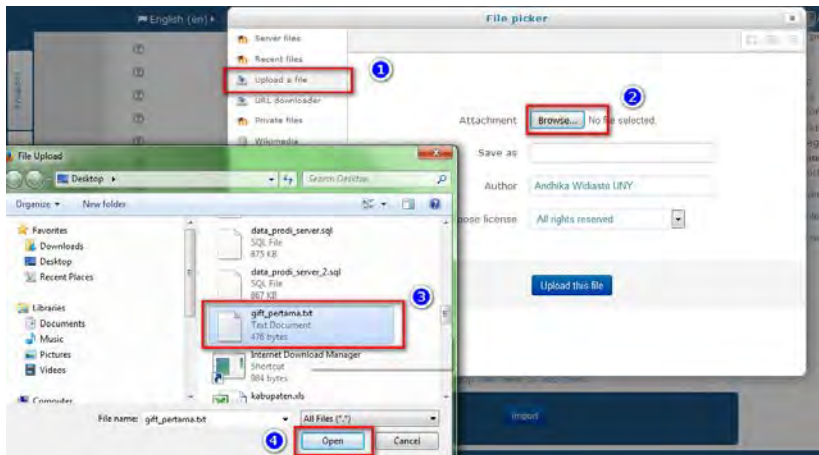 English (en)
File picker
Server files
Recent files
Upload a file
URL downloader
Private files
Wikimedia
1
2
Attachment
Browse...
No file selected.
Save as
Author
Andhika Widiasto UNY
license
All rights reserved
Upload this file
File Upload
Desktop
Search Desktop
Organize
New folder
Favorites
Downloads
Desktop
Recent Places
Libraries
Documents
Music
Pictures
Videos
Computer
data_prodi_server.sql
SQL File
875 KB
data_prodi_server_2.sql
SQL File
867 KB
3
gift_pertama.txt
Text Document
476 bytes
Internet Download Manager
Shortcut
984 bytes
kabupaten.xls
File name:
gift_pertama.txt
All Files (*.*)
4
Open
Cancel
import